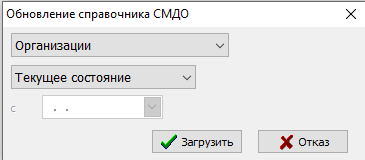 Обновление справочника СМДО
Организации
Текущее состояние
с . .
Загрузить Отказ